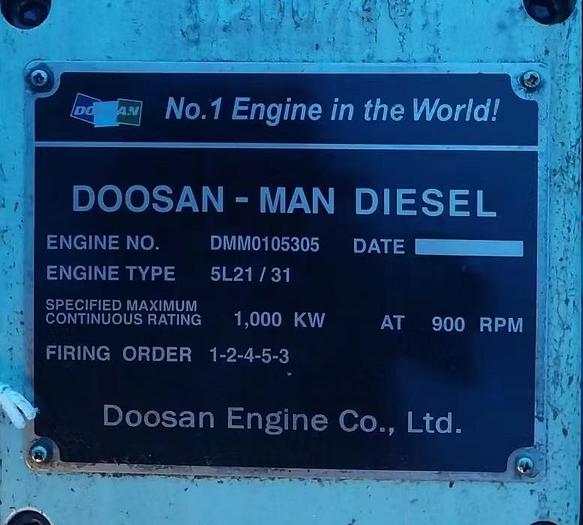 No.1 Engine in the World!
DOOSAN - MAN DIESEL
ENGINE NO. DMM0105305 DATE
ENGINE TYPE 5L21 / 31
SPECIFIED MAXIMUM
CONTINUOUS RATING 1,000 KW AT 900 RPM
FIRING ORDER 1-2-4-5-3
Doosan Engine Co., Ltd.